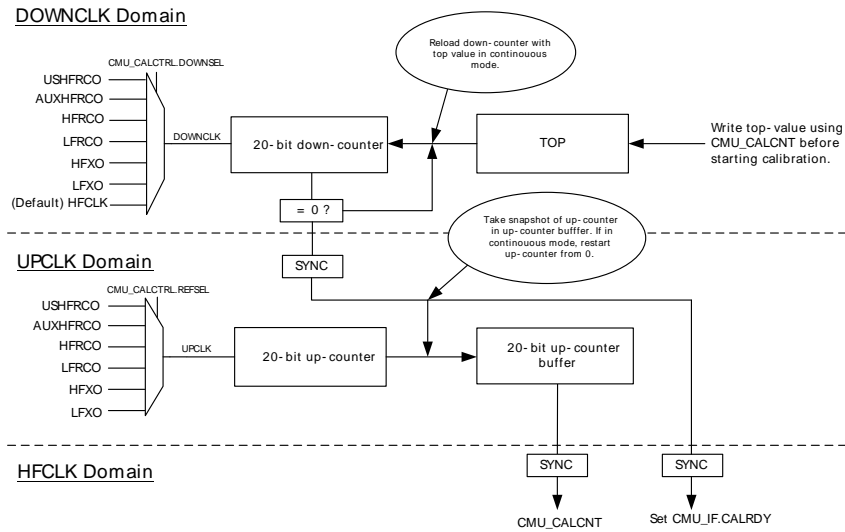 DOWNCLK Domain
CMU_CALCTRL.DOWNSEL
USHFRCO
AUXHFRCO
HFRCO
LFRCO
HFXO
LFXO
(Default) HFCLK
DOWNCLK
20-bit down-counter
= 0 ?
Reload down-counter with
top value in continouous
mode.
TOP
Write top-value using
CMU_CALCNT before
starting calibration.
SYNC
Take snapshot of up-counter
in up-counter bufffer. If in
continouous mode, restart
up-counter from 0.
UPCLK Domain
CMU_CALCTRL.REFSEL
USHFRCO
AUXHFRCO
HFRCO
LFRCO
HFXO
LFXO
UPCLK
20-bit up-counter
20-bit up-counter
buffer
HFCLK Domain
SYNC
SYNC
CMU_CALCNT
Set CMU_IF.CALRDY